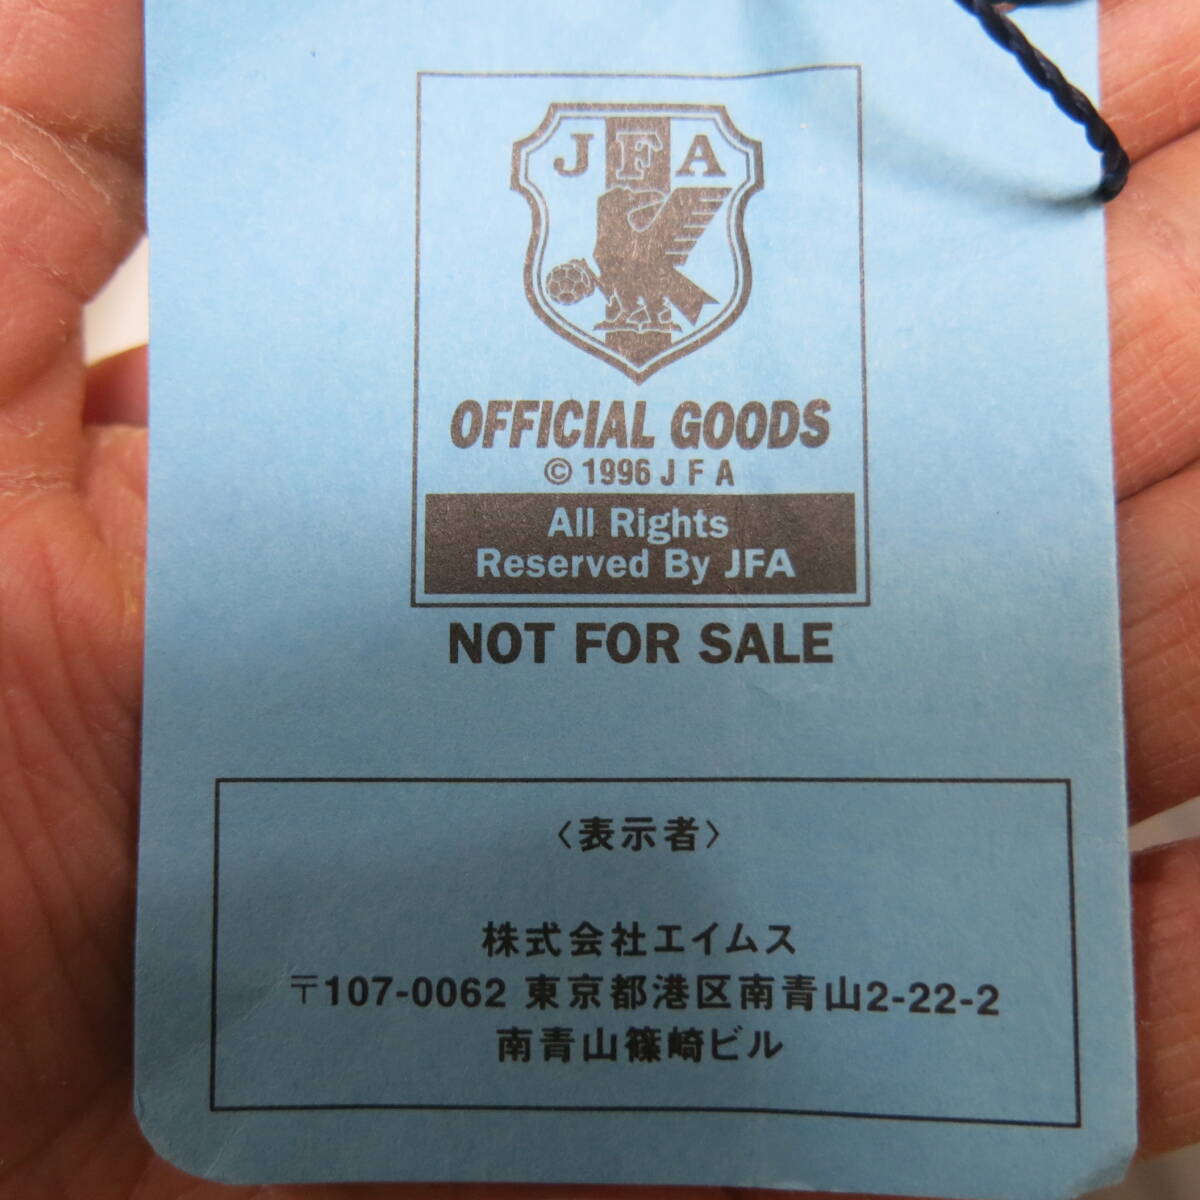 JFA
OFFICIAL GOODS
© 1996 J F A
All Rights
Reserved By JFA
NOT FOR SALE
〈表示者〉
株式会社エイムス
〒107-0062 東京都港区南青山2-22-2
南青山篠崎ビル